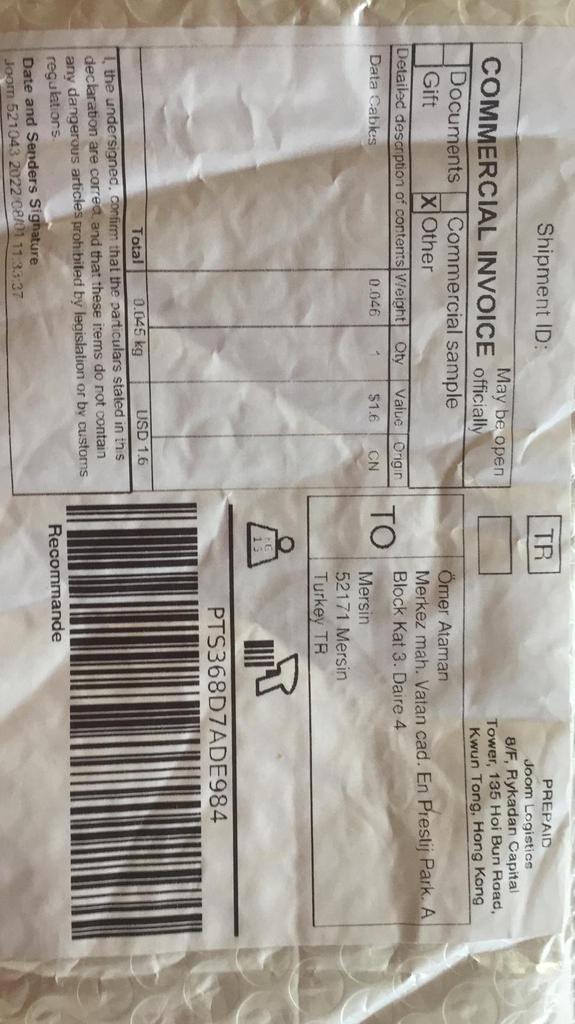 Shipment ID:
COMMERCIAL INVOICE May be open officially
Documents Commercial sample
Gift X Other
Detailed description of contents Weight Qty Value Origin
Data Cables 0.046 1 $1.6 CN
Total 0.045 kg USD 1.6
I, the undersigned, confirm that the particulars stated in this
declaration are correct and that these items do not contain
any dangerous articles prohibited by legislation or by customs
regulations.
Date and Senders Signature
Joom 521043 2022/08/01 11:33:37
TR
PREPAID
Joom Logistics
8/F, Rykadan Capital
Tower, 135 Hoi Bun Road,
Kwun Tong, Hong Kong
TO
Ömer Ataman
Merkez mah. Vatan cad. En Prestij Park. A
Block Kat 3. Daire 4
Mersin
52171 Mersin
Turkey TR
PTS368D7ADE984
Recommande